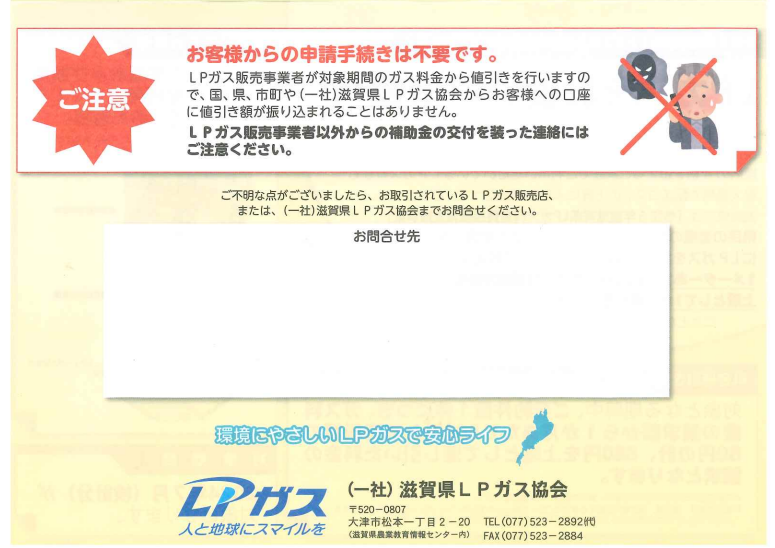 ご注意
お客様からの申請手続きは不要です。
LPガス販売事業者が対象期間のガス料金から値引きを行いますの
で、国、県、市町や(一社)滋賀県LPガス協会からお客様への口座
に値引き額が振り込まれることはありません。
LPガス販売事業者以外からの補助金の交付を装った連絡には
ご注意ください。
ご不明な点がございましたら、お取引されているLPガス販売店、
または、(一社)滋賀県LPガス協会までお問合せください。
お問合せ先
環境にやさしいLPガスで安心ライフ
LPガス
人と地球にスマイルを
(一社)滋賀県LPガス協会
〒520-0807
大津市松本一丁目2-20 TEL(077)523-2892㈹
(滋賀県農業教育情報センター内) FAX(077)523-2884